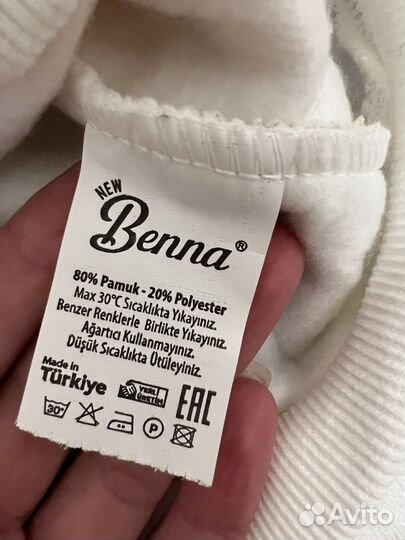 NEW
Benna®
80% Pamuk - 20% Polyester
Max 30°C Sıcaklıkta Yıkayınız.
Benzer Renklerle Birlikte Yıkayınız.
Ağartıcı Kullanmayınız.
Düşük Sıcaklıkta Ütüleyiniz.
Made in
Türkiye
YERLİ
ÜRETİM
EAC
30°
P
Avito